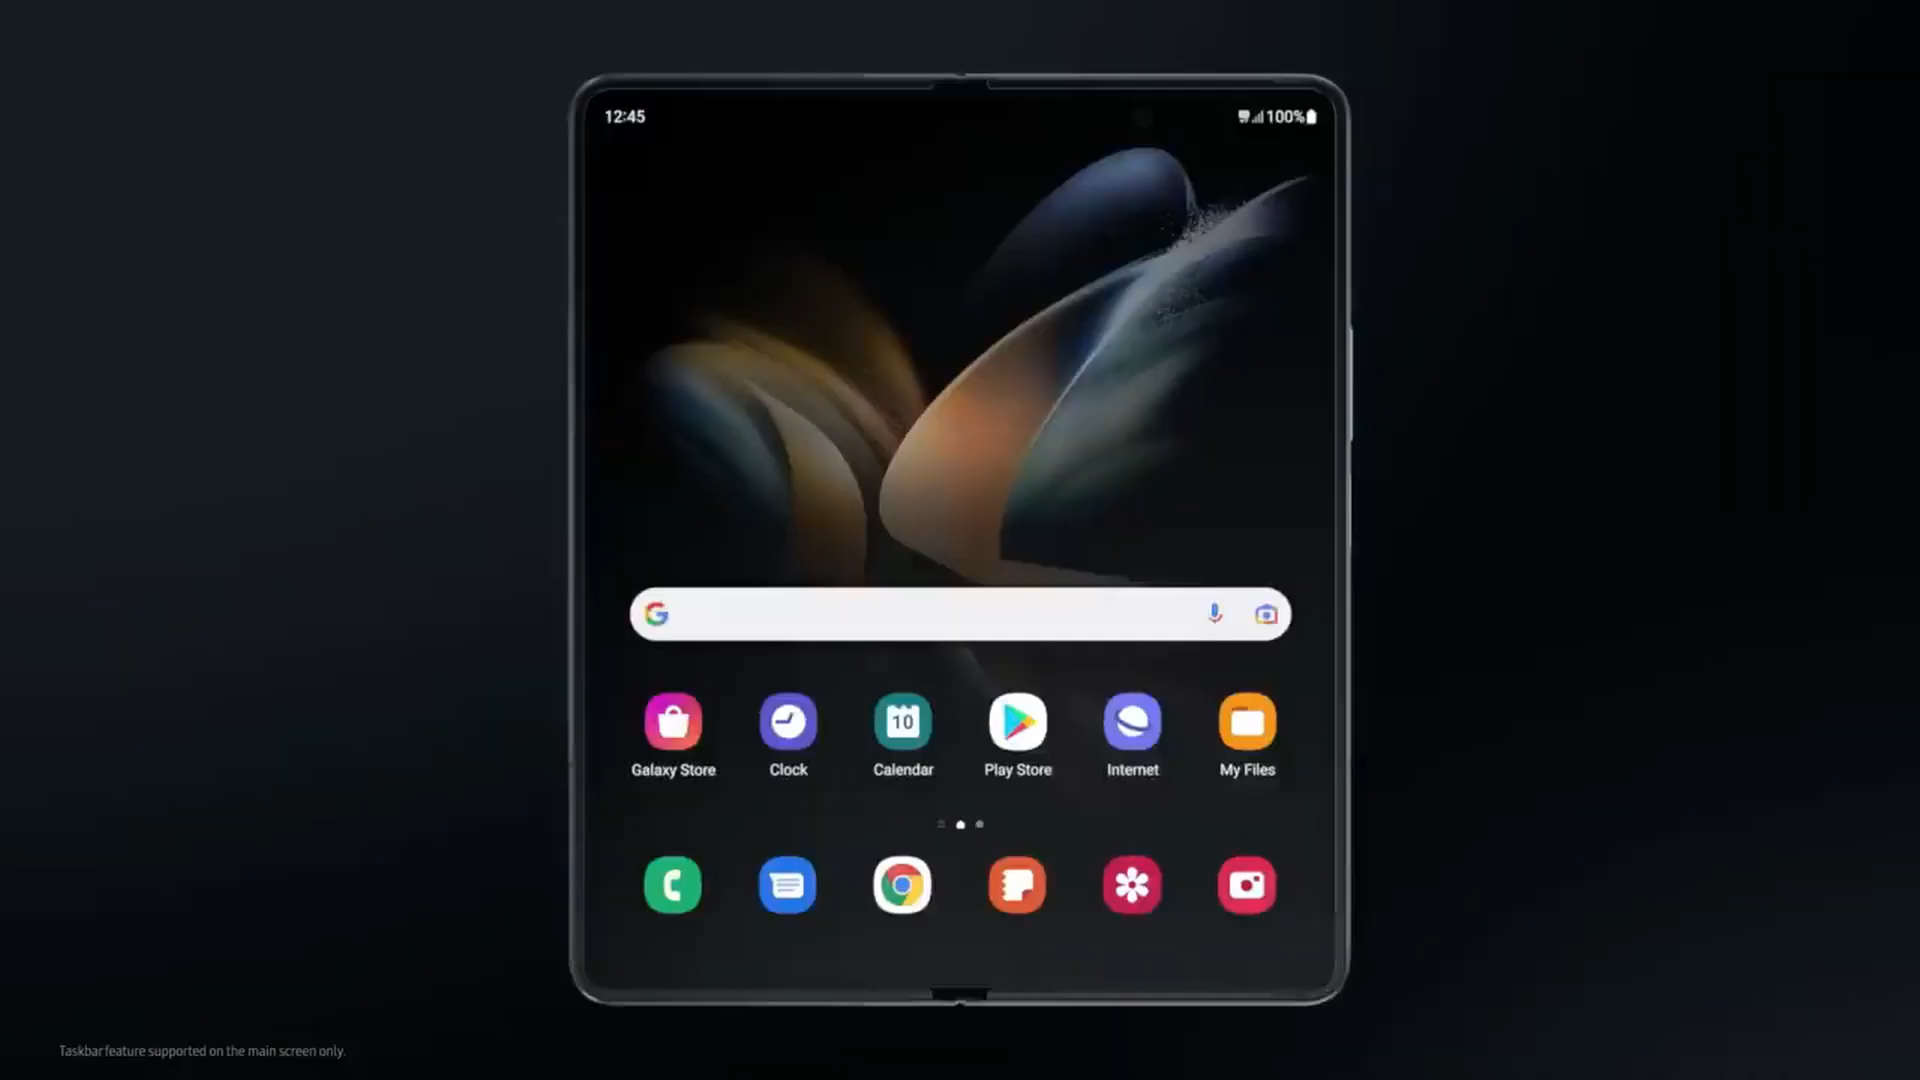 12:45
100%
G
Galaxy Store
Clock
10
Calendar
Play Store
Internet
My Files
Taskbar feature supported on the main screen only.